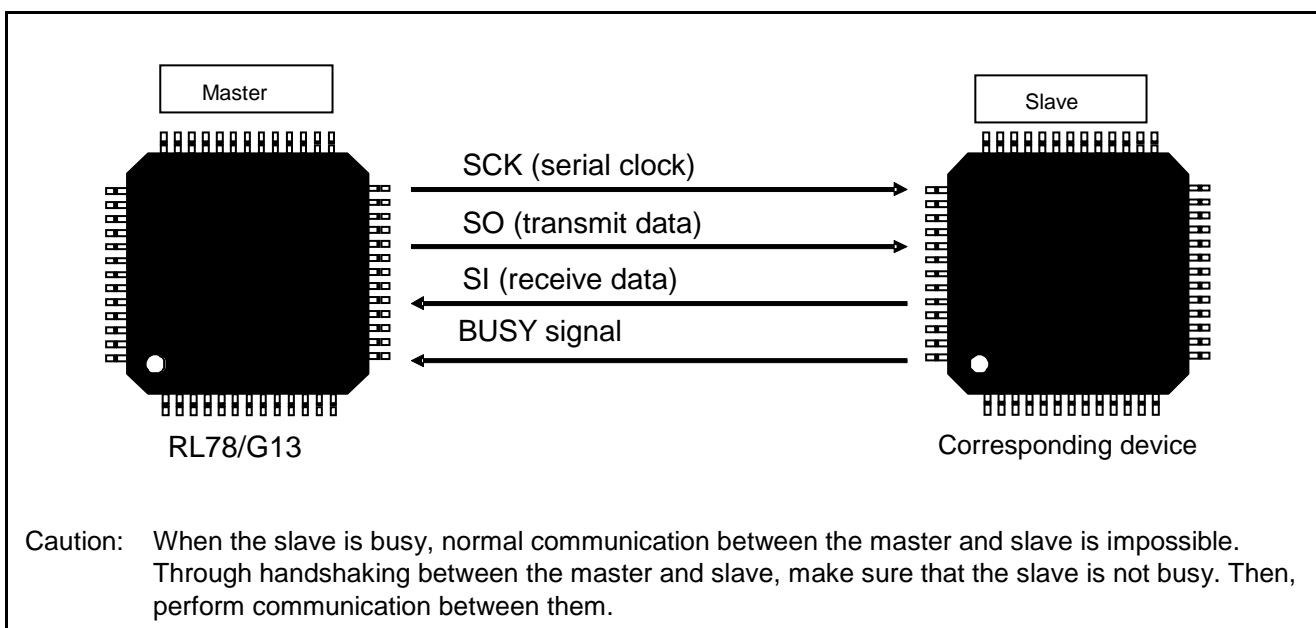 Master
Slave
SCK (serial clock)
SO (transmit data)
SI (receive data)
BUSY signal
RL78/G13
Corresponding device
Caution: When the slave is busy, normal communication between the master and slave is impossible.
Through handshaking between the master and slave, make sure that the slave is not busy. Then,
perform communication between them.